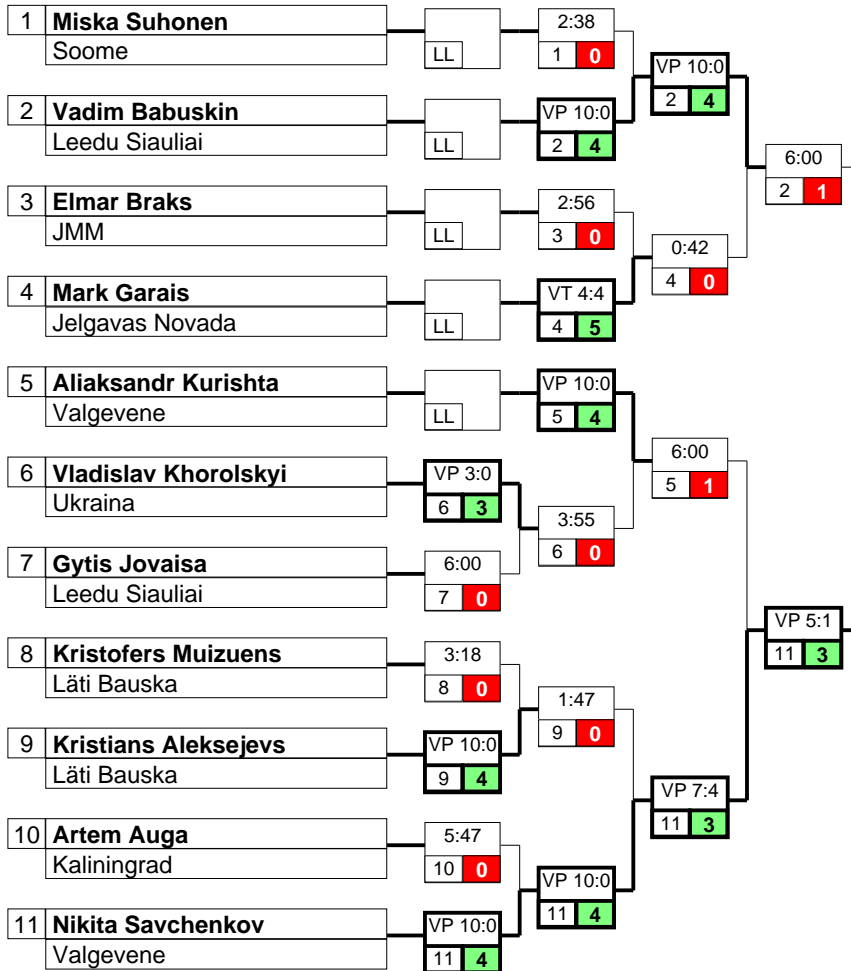 1 Miska Suhonen
Soome
LL
2:38
1 0
VP 10:0
2 4
2 Vadim Babuskin
Leedu Siauliai
LL
VP 10:0
2 4
6:00
2 1
3 Elmar Braks
JMM
LL
2:56
3 0
0:42
4 0
4 Mark Garais
Jelgavas Novada
LL
VT 4:4
4 5
5 Aliaksandr Kurishta
Valgevene
LL
VP 10:0
5 4
6:00
5 1
6 Vladislav Khorolskyi
Ukraina
VP 3:0
6 3
3:55
6 0
7 Gytis Jovaisa
Leedu Siauliai
6:00
7 0
VP 5:1
11 3
8 Kristofers Muizuens
Läti Bauska
3:18
8 0
1:47
9 0
9 Kristians Aleksejevs
Läti Bauska
VP 10:0
9 4
VP 7:4
11 3
10 Artem Auga
Kaliningrad
5:47
10 0
VP 10:0
11 4
11 Nikita Savchenkov
Valgevene
VP 10:0
11 4